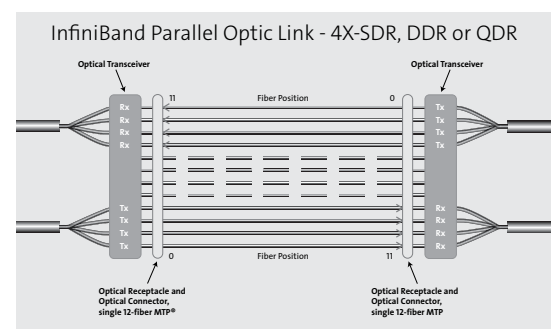 InfiniBand Parallel Optic Link - 4X-SDR, DDR or QDR
Optical Transceiver
Optical Transceiver
11 Fiber Position 0
Rx Tx
Rx Tx
Rx Tx
Rx Tx
Tx Rx
Tx Rx
Tx Rx
Tx Rx
0 Fiber Position 11
Optical Receptacle and
Optical Connector,
single 12-fiber MTP®
Optical Receptacle and
Optical Connector,
single 12-fiber MTP